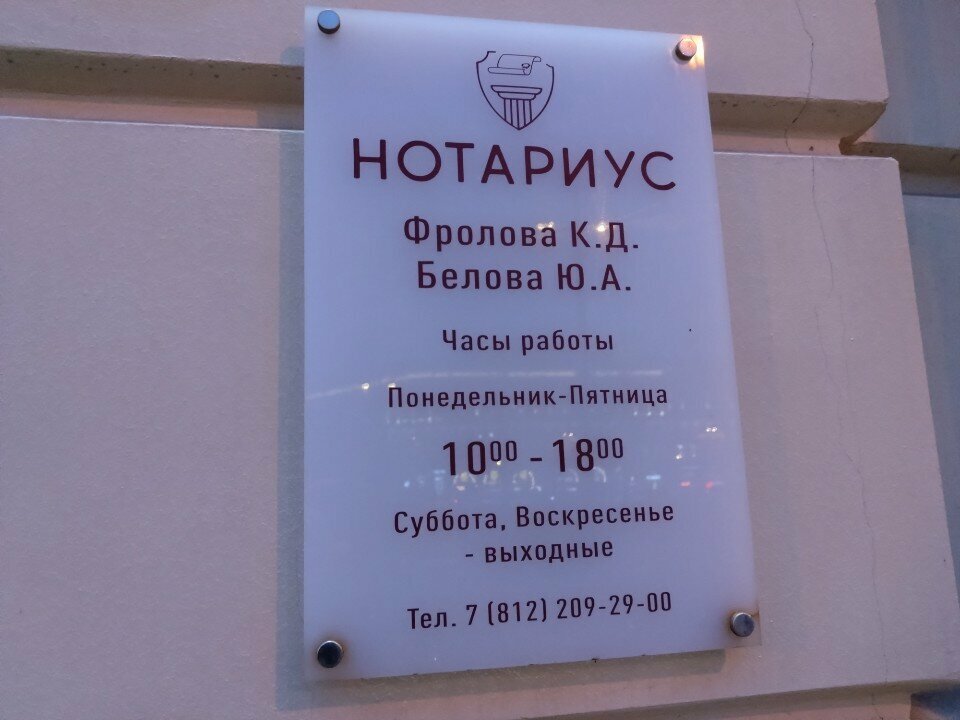 НОТАРИУС
Фролова К.Д.
Белова Ю.А.
Часы работы
Понедельник-Пятница
10⁰⁰ - 18⁰⁰
Суббота, Воскресенье
- выходные
Тел. 7 (812) 209-29-00